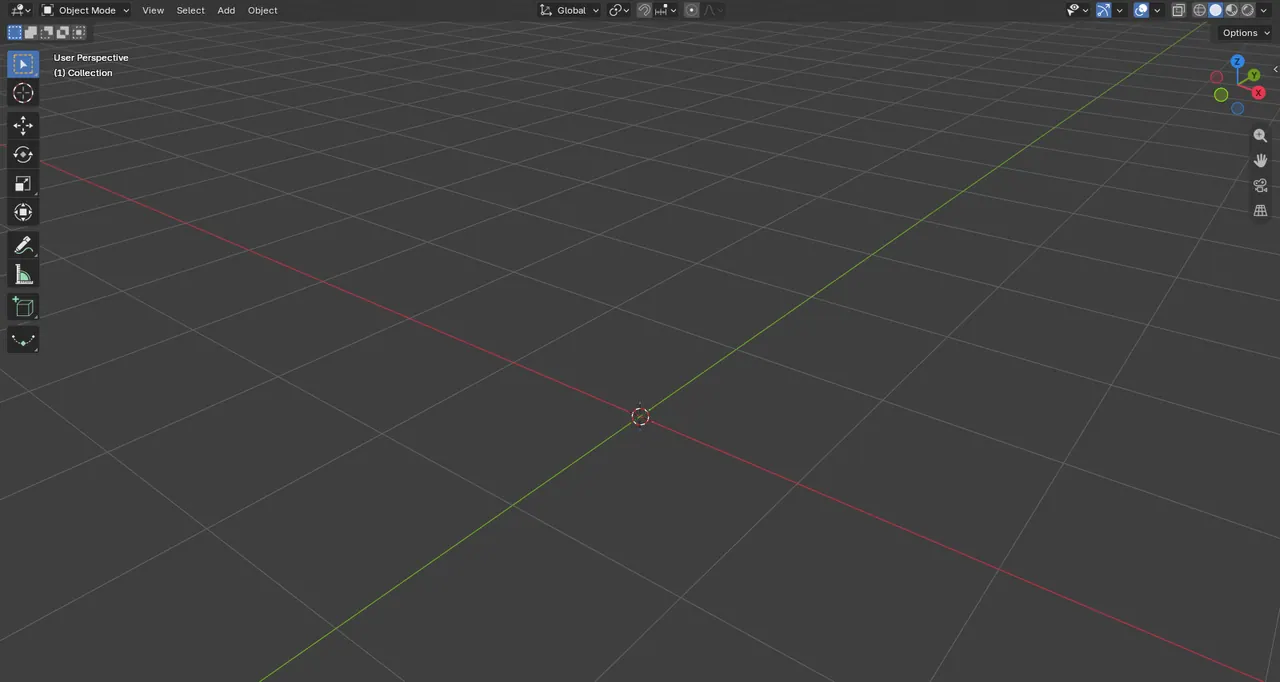 Object Mode View Select Add Object Global
Options
User Perspective
(1) Collection
Z
Y
X